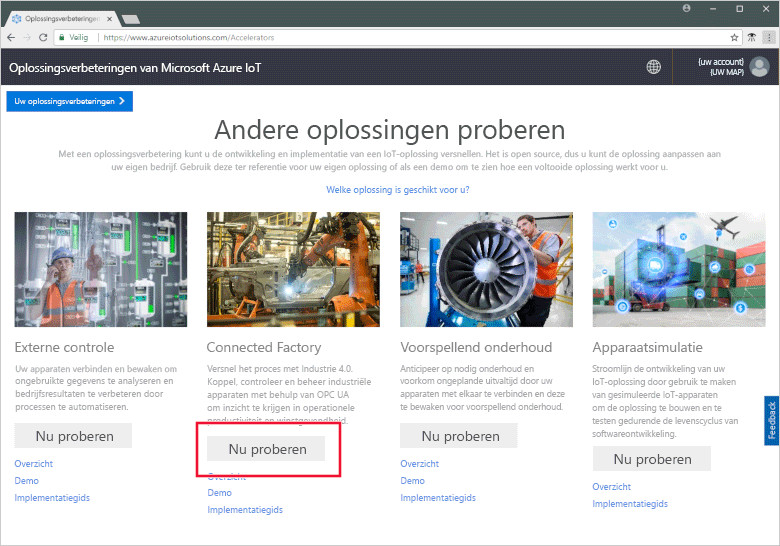 Oplossingsverbeteringen
Veilig
https://www.azureiotsolutions.com/Accelerators
Oplossingsverbeteringen van Microsoft Azure IoT
{uw account}
{UW MAP}
Uw oplossingsverbeteringen
Andere oplossingen proberen
Met een oplossingsverbetering kunt u de ontwikkeling en implementatie van een IoT-oplossing versnellen. Het is open source, dus u kunt de oplossing aanpassen aan
uw eigen bedrijf. Gebruik deze ter referentie voor uw eigen oplossing of als een demo om te zien hoe een voltooide oplossing werkt voor u.
Welke oplossing is geschikt voor u?
Externe controle
Uw apparaten verbinden en bewaken om
ongebruikte gegevens te analyseren en
bedrijfsresultaten te verbeteren door
processen te automatiseren.
Nu proberen
Overzicht
Demo
Implementatiegids
Connected Factory
Versnel het proces met Industrie 4.0.
Koppel, controleer en beheer industriële
apparaten met behulp van OPC UA
om inzicht te krijgen in operationele
productiviteit en winstgevendheid.
Nu proberen
Overzicht
Demo
Implementatiegids
Voorspellend onderhoud
Anticipeer op nodig onderhoud en
voorkom ongeplande uitvaltijd door uw
apparaten met elkaar te verbinden en deze
te bewaken voor voorspellend onderhoud.
Nu proberen
Overzicht
Demo
Implementatiegids
Apparaatsimulatie
Stroomlijn de ontwikkeling van uw
IoT-oplossing door gebruik te maken
van gesimuleerde IoT-apparaten
om de oplossing te bouwen en te
testen gedurende de levenscyclus van
softwareontwikkeling.
Nu proberen
Overzicht
Implementatiegids
Feedback